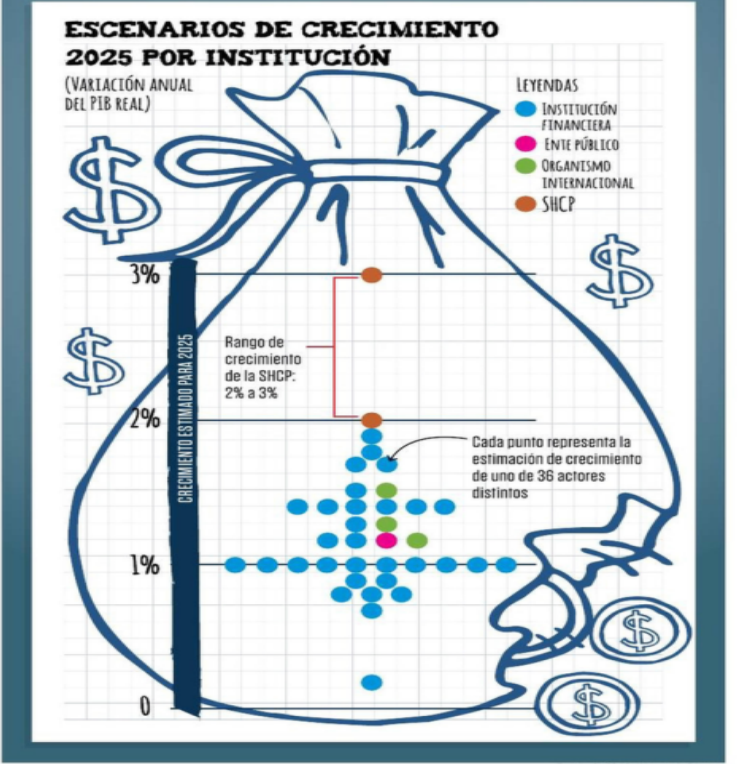 ESCENARIOS DE CRECIMIENTO
2025 POR INSTITUCIÓN
(VARIACIÓN ANUAL
DEL PIB REAL)
LEYENDAS
INSTITUCIÓN
FINANCIERA
ENTE PÚBLICO
ORGANISMO
INTERNACIONAL
SHCP
$
$
$
3%
Rango de
crecimiento
de la SHCP:
2% a 3%
CRECIMIENTO ESTIMADO PARA 2025
2%
Cada punto representa la
estimación de crecimiento
de uno de 36 actores
distintos
1%
0
$
$